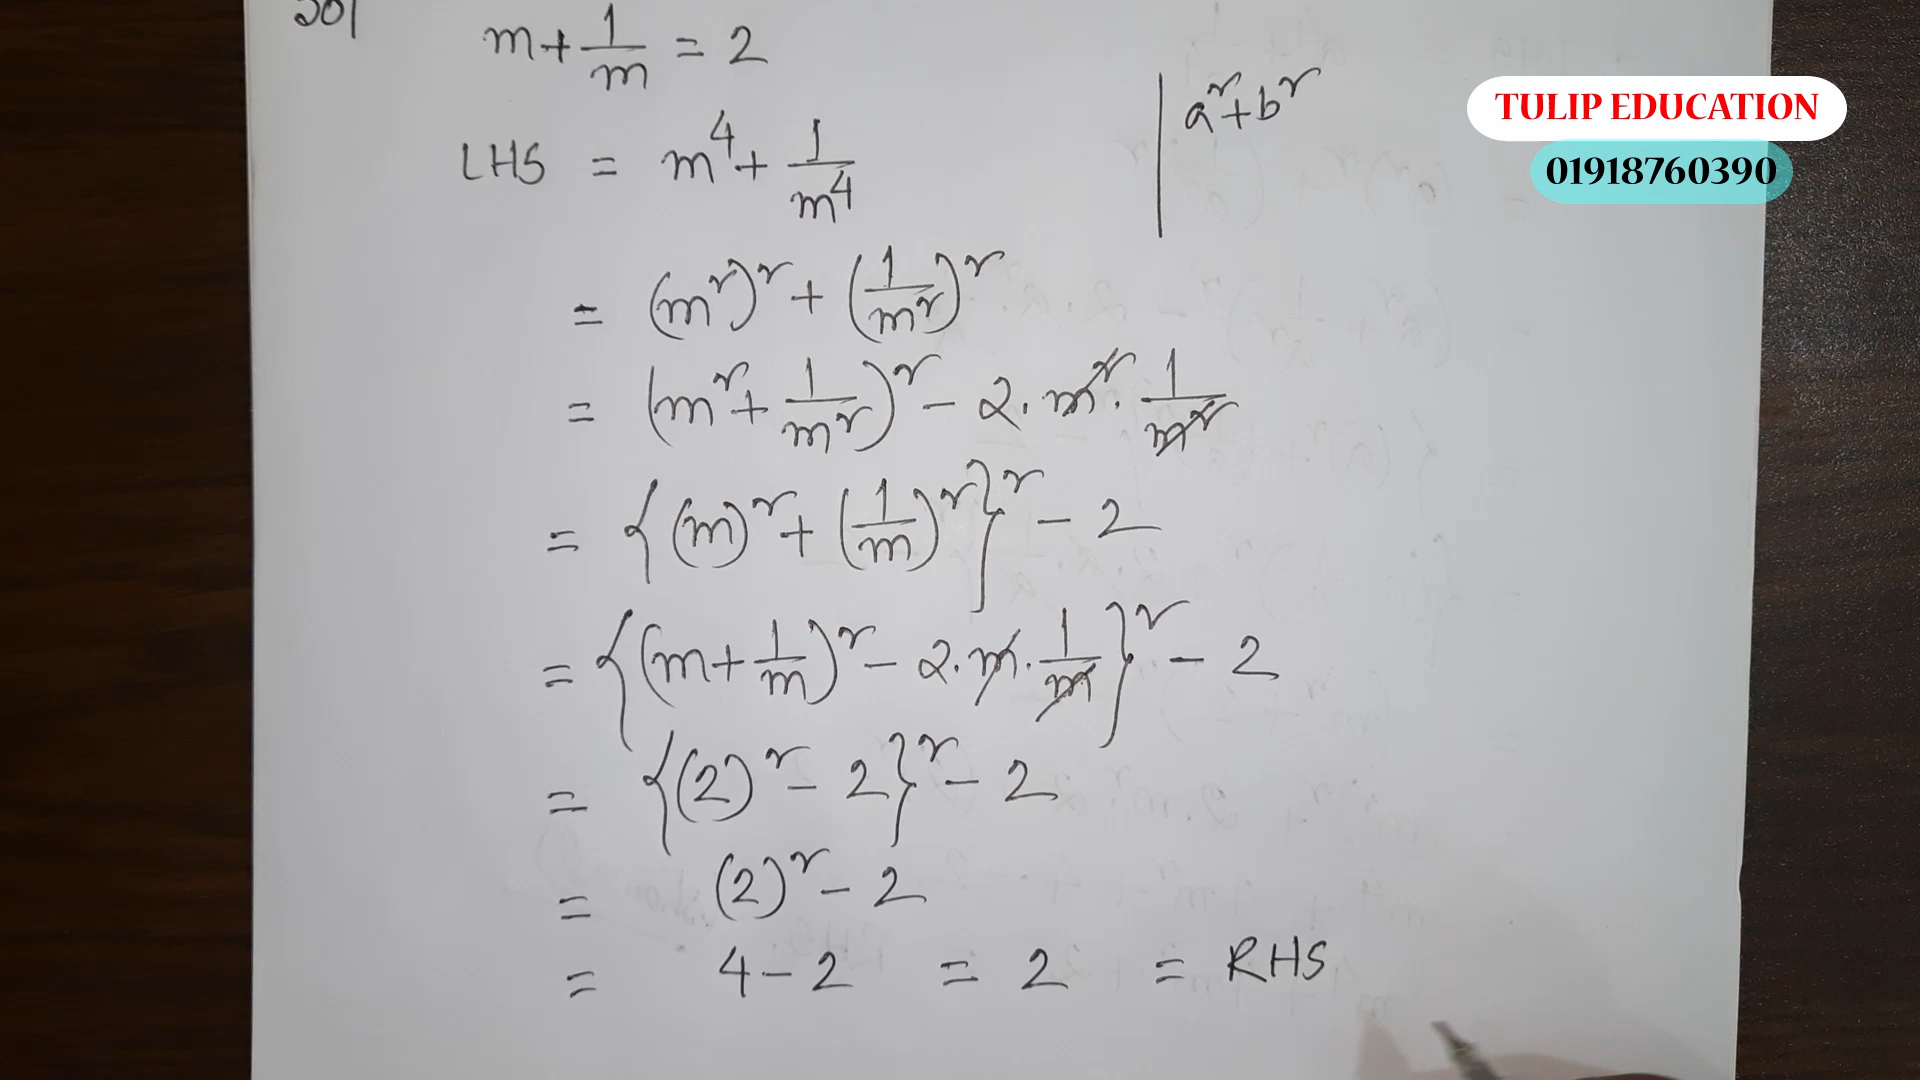 ১০।
m + 1/m = 2
a² + b²
TULIP EDUCATION
01918760390
LHS = m⁴ + 1/m⁴
= (m²)² + (1/m²)²
= (m² + 1/m²)² - 2. m². 1/m²
= {(m)² + (1/m)²}² - 2
= {(m + 1/m)² - 2. m. 1/m}² - 2
= {(2)² - 2}² - 2
= (2)² - 2
= 4 - 2 = 2 = RHS